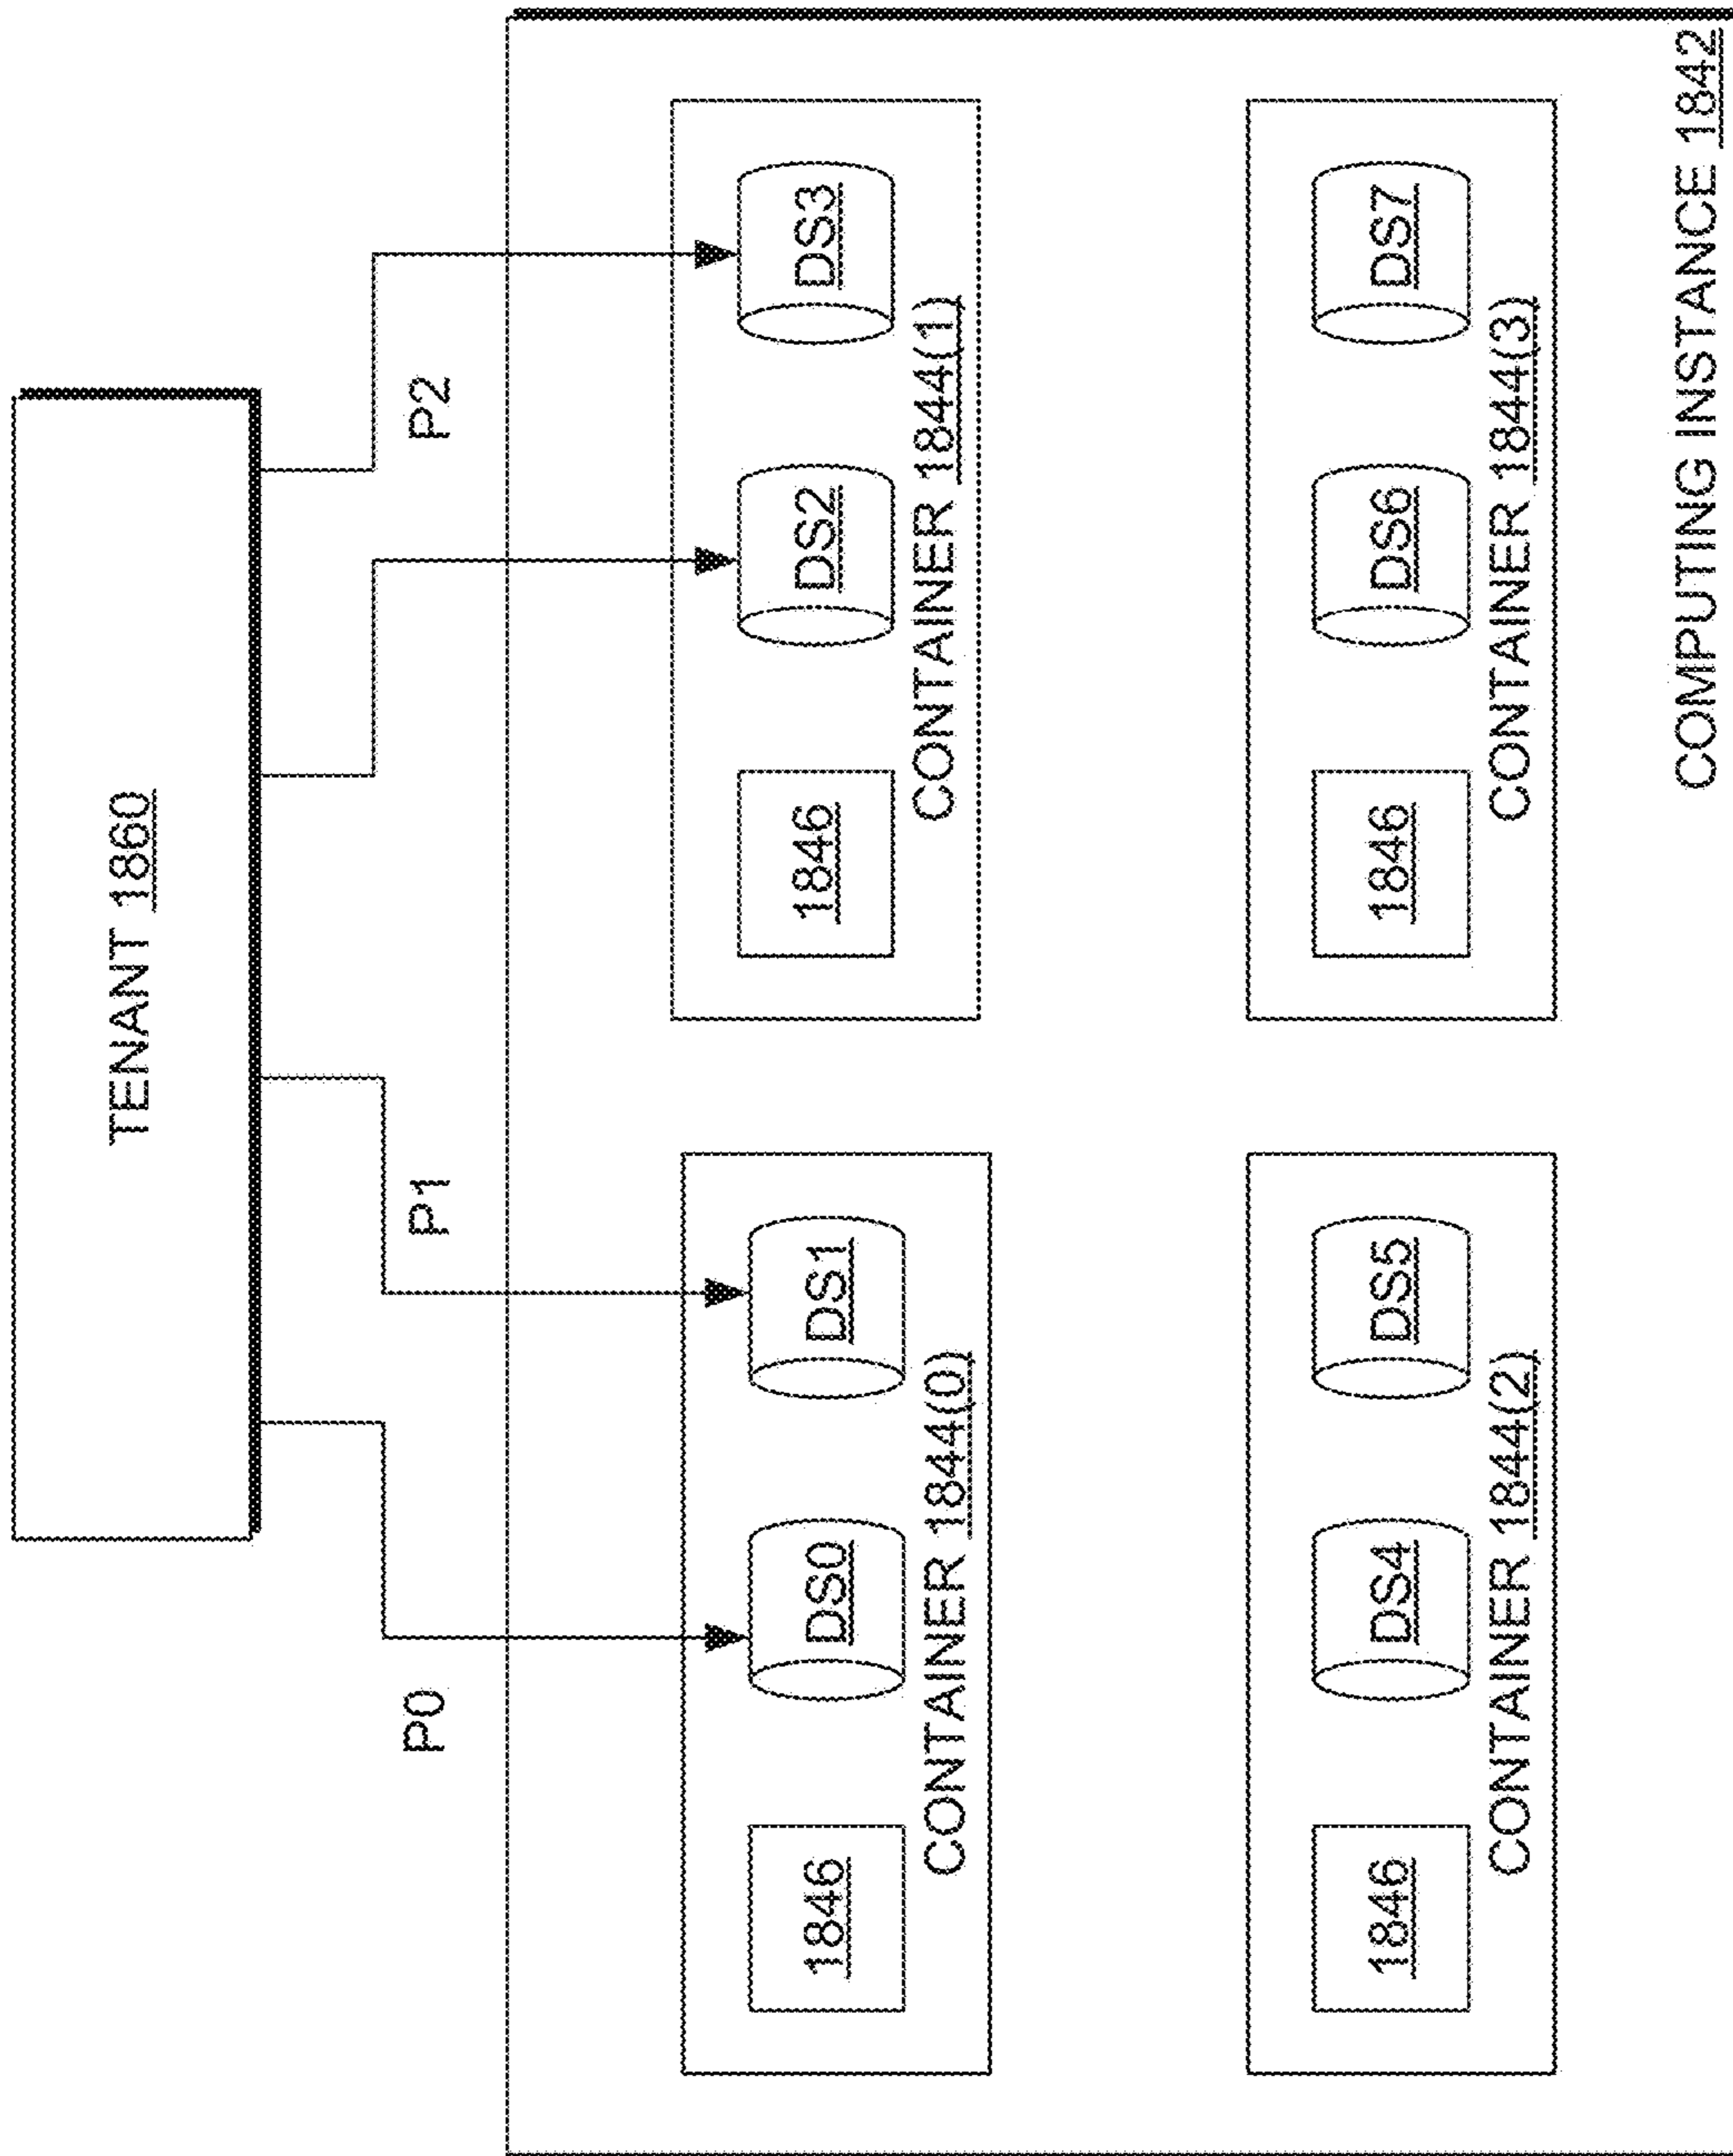 TENANT 1860
P0
P1
P2
1846
DS0
DS1
CONTAINER 1844(0)
1846
DS2
DS3
CONTAINER 1844(1)
1846
DS4
DS5
CONTAINER 1844(2)
1846
DS6
DS7
CONTAINER 1844(3)
COMPUTING INSTANCE 1842